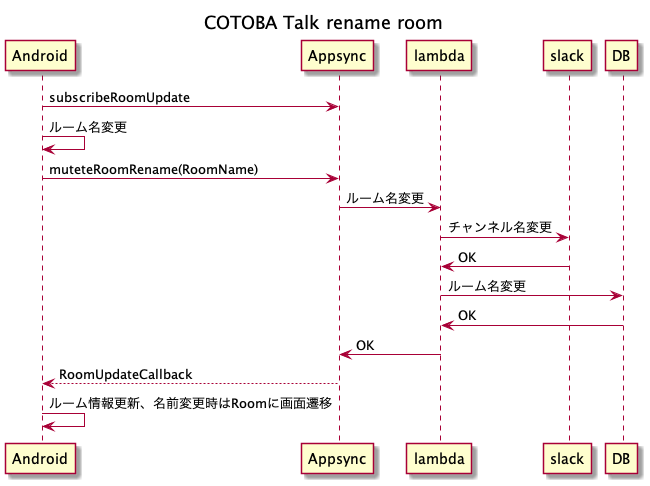 COTOBA Talk rename room
Android Appsync lambda slack DB
subscribeRoomUpdate
ルーム名変更
muteteRoomRename(RoomName)
ルーム名変更
チャンネル名変更
OK
ルーム名変更
OK
OK
RoomUpdateCallback
ルーム情報更新、名前変更時はRoomに画面遷移
Android Appsync lambda slack DB